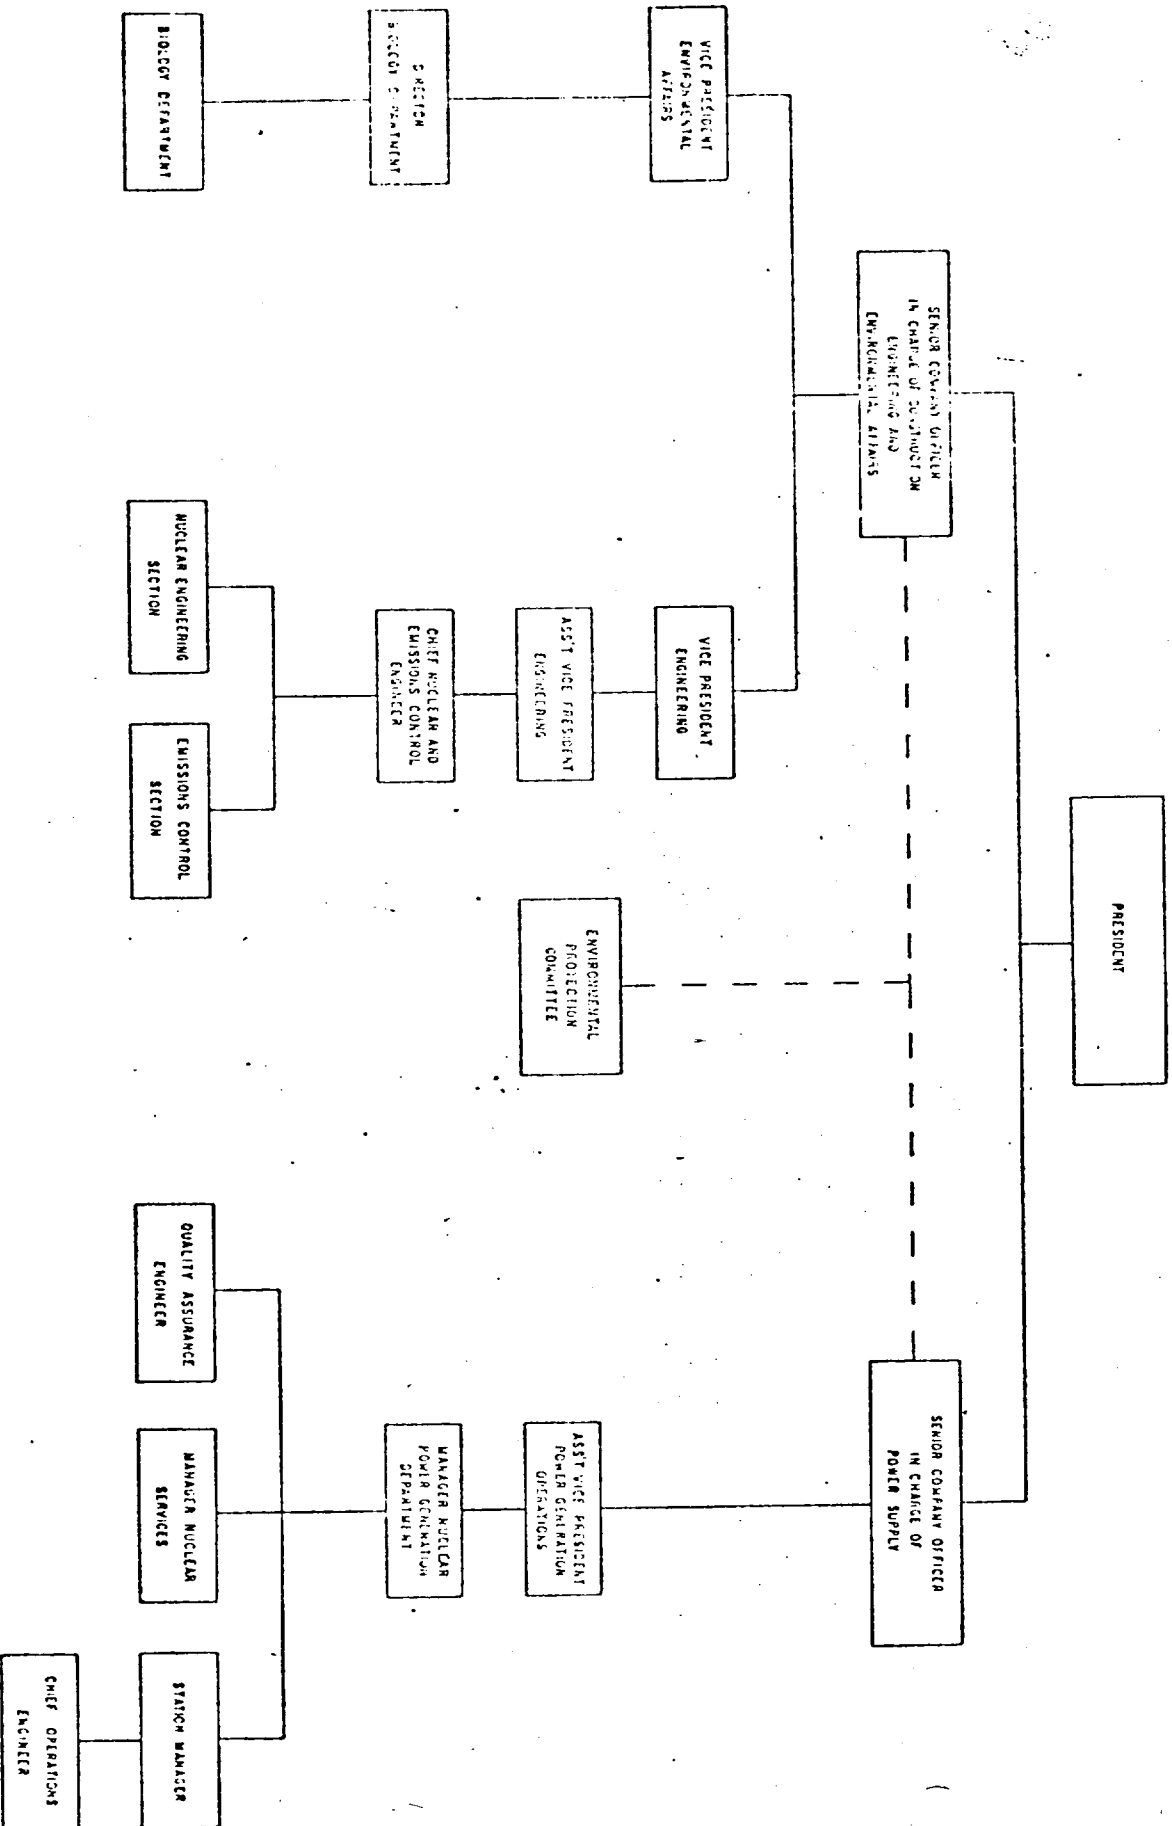 PRESIDENT
SENIOR COMPANY OFFICER
IN CHARGE OF CONSTRUCTION
ENGINEERING AND
ENVIRONMENTAL AFFAIRS
SENIOR COMPANY OFFICER
IN CHARGE OF
POWER SUPPLY
VICE PRESIDENT
ENVIRONMENTAL
AFFAIRS
VICE PRESIDENT
ENGINEERING
ASS'T VICE PRESIDENT
ENGINEERING
ENVIRONMENTAL
PROTECTION
COMMITTEE
ASS'T VICE PRESIDENT
POWER GENERATION
OPERATIONS
DIRECTOR
BIOLOGY DEPARTMENT
CHIEF NUCLEAR AND
EMISSIONS CONTROL
ENGINEER
MANAGER NUCLEAR
POWER GENERATION
DEPARTMENT
BIOLOGY DEPARTMENT
NUCLEAR ENGINEERING
SECTION
EMISSIONS CONTROL
SECTION
QUALITY ASSURANCE
ENGINEER
MANAGER NUCLEAR
SERVICES
STATION MANAGER
CHIEF OPERATIONS
ENGINEER